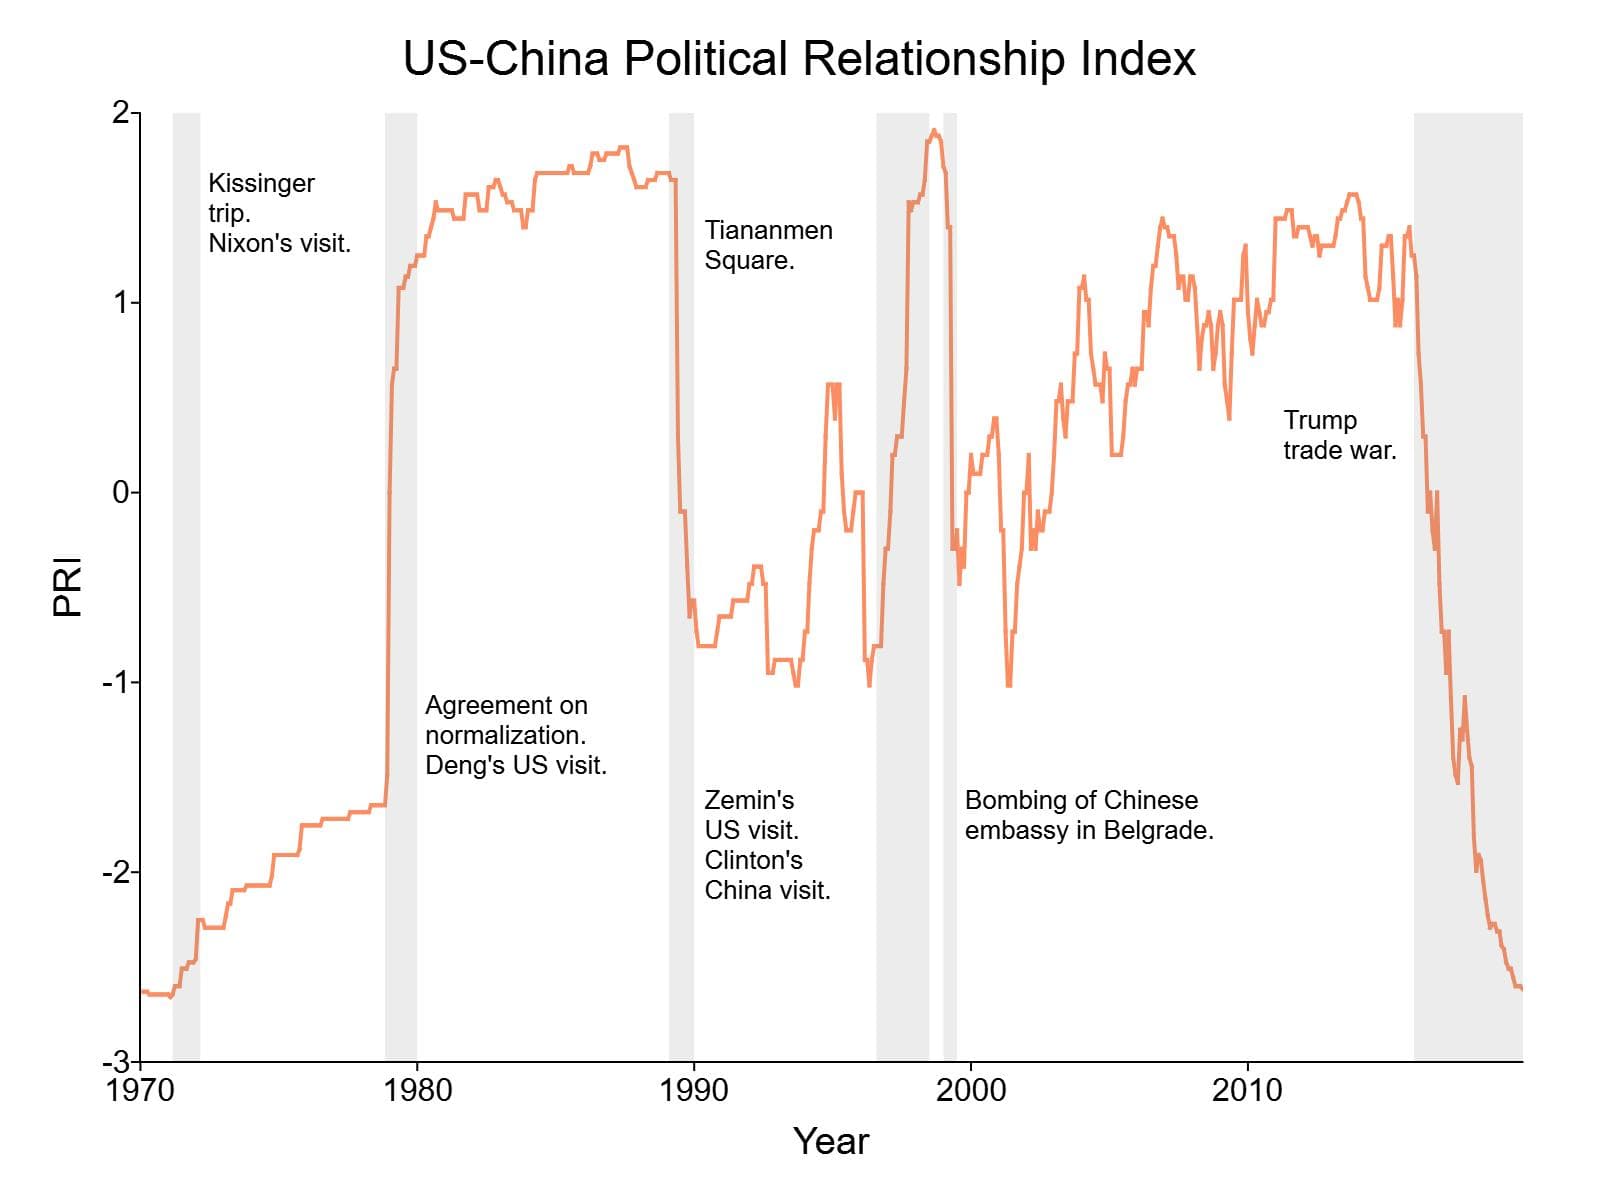 US-China Political Relationship Index
2
Kissinger
trip.
Nixon's visit.
Tiananmen
Square.
1
Trump
trade war.
0
PRI
-1
Agreement on
normalization.
Deng's US visit.
Zemin's
US visit.
Clinton's
China visit.
Bombing of Chinese
embassy in Belgrade.
-2
-3
1970 1980 1990 2000 2010
Year